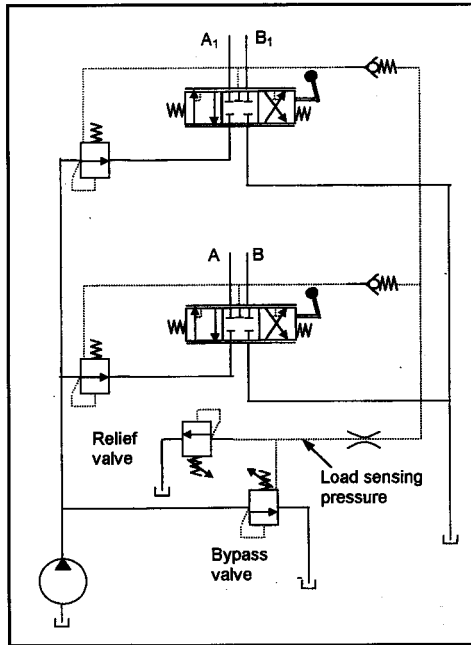 A₁ B₁
A B
Relief
valve
Load sensing
pressure
Bypass
valve